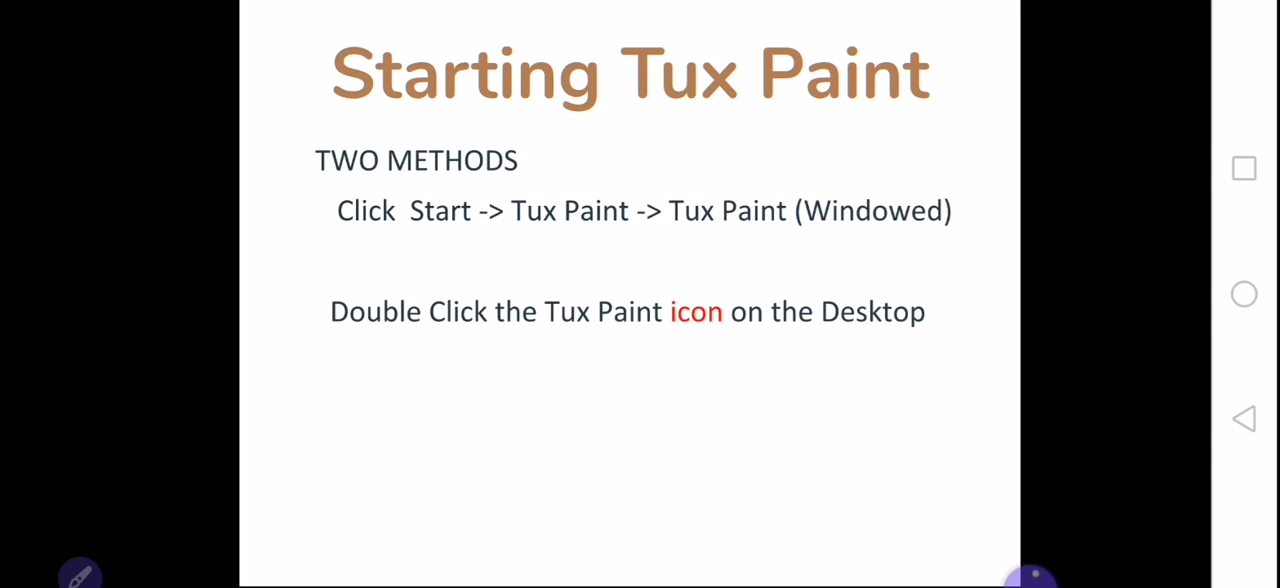 Starting Tux Paint
TWO METHODS
Click Start -> Tux Paint -> Tux Paint (Windowed)
Double Click the Tux Paint icon on the Desktop